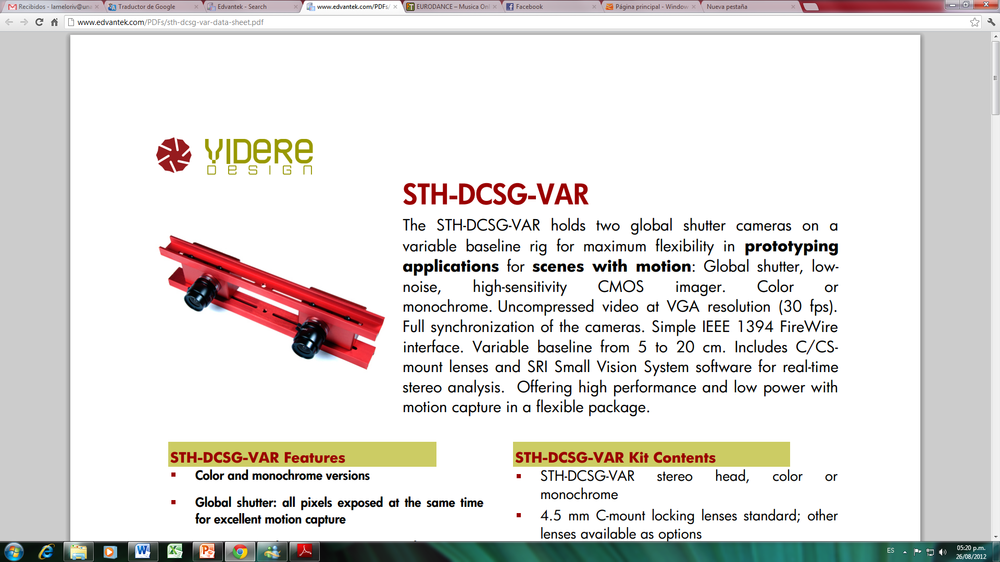 Recibidos - lameloriv@una
Traductor de Google
Edvantek - Search
www.edvantek.com/PDFs/
EURODANCE – Musica Onl
Facebook
Página principal - Window
Nueva pestaña
www.edvantek.com/PDFs/sth-dcsg-var-data-sheet.pdf
VIDERE
DESIGN
STH-DCSG-VAR
The STH-DCSG-VAR holds two global shutter cameras on a
variable baseline rig for maximum flexibility in prototyping
applications for scenes with motion: Global shutter, low-
noise, high-sensitivity CMOS imager. Color or
monochrome. Uncompressed video at VGA resolution (30 fps).
Full synchronization of the cameras. Simple IEEE 1394 FireWire
interface. Variable baseline from 5 to 20 cm. Includes C/CS-
mount lenses and SRI Small Vision System software for real-time
stereo analysis. Offering high performance and low power with
motion capture in a flexible package.
STH-DCSG-VAR Features
Color and monochrome versions
Global shutter: all pixels exposed at the same time
for excellent motion capture
STH-DCSG-VAR Kit Contents
STH-DCSG-VAR stereo head, color or
monochrome
4.5 mm C-mount locking lenses standard; other
lenses available as options
ES
05:20 p.m.
26/08/2012